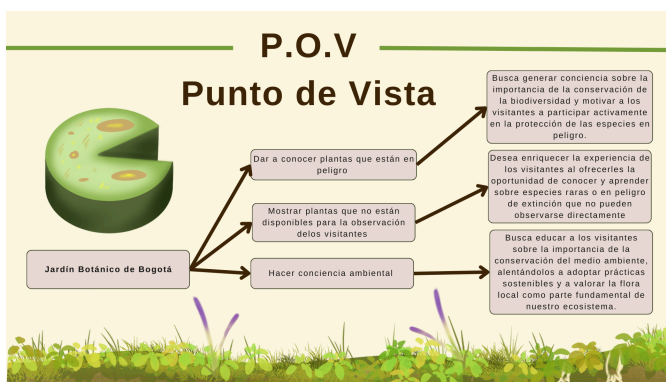 P.O.V
Punto de Vista
Jardín Botánico de Bogotá
Dar a conocer plantas que están en
peligro
Mostrar plantas que no están
disponibles para la observación
delos visitantes
Hacer conciencia ambiental
Busca generar conciencia sobre la
importancia de la conservación de
la biodiversidad y motivar a los
visitantes a participar activamente
en la protección de las especies en
peligro.
Desea enriquecer la experiencia de
los visitantes al ofrecerles la
oportunidad de conocer y aprender
sobre especies raras o en peligro
de extinción que no pueden
observarse directamente
Busca educar a los visitantes
sobre la importancia de la
conservación del medio ambiente,
alentándolos a adoptar prácticas
sostenibles y a valorar la flora
local como parte fundamental de
nuestro ecosistema.